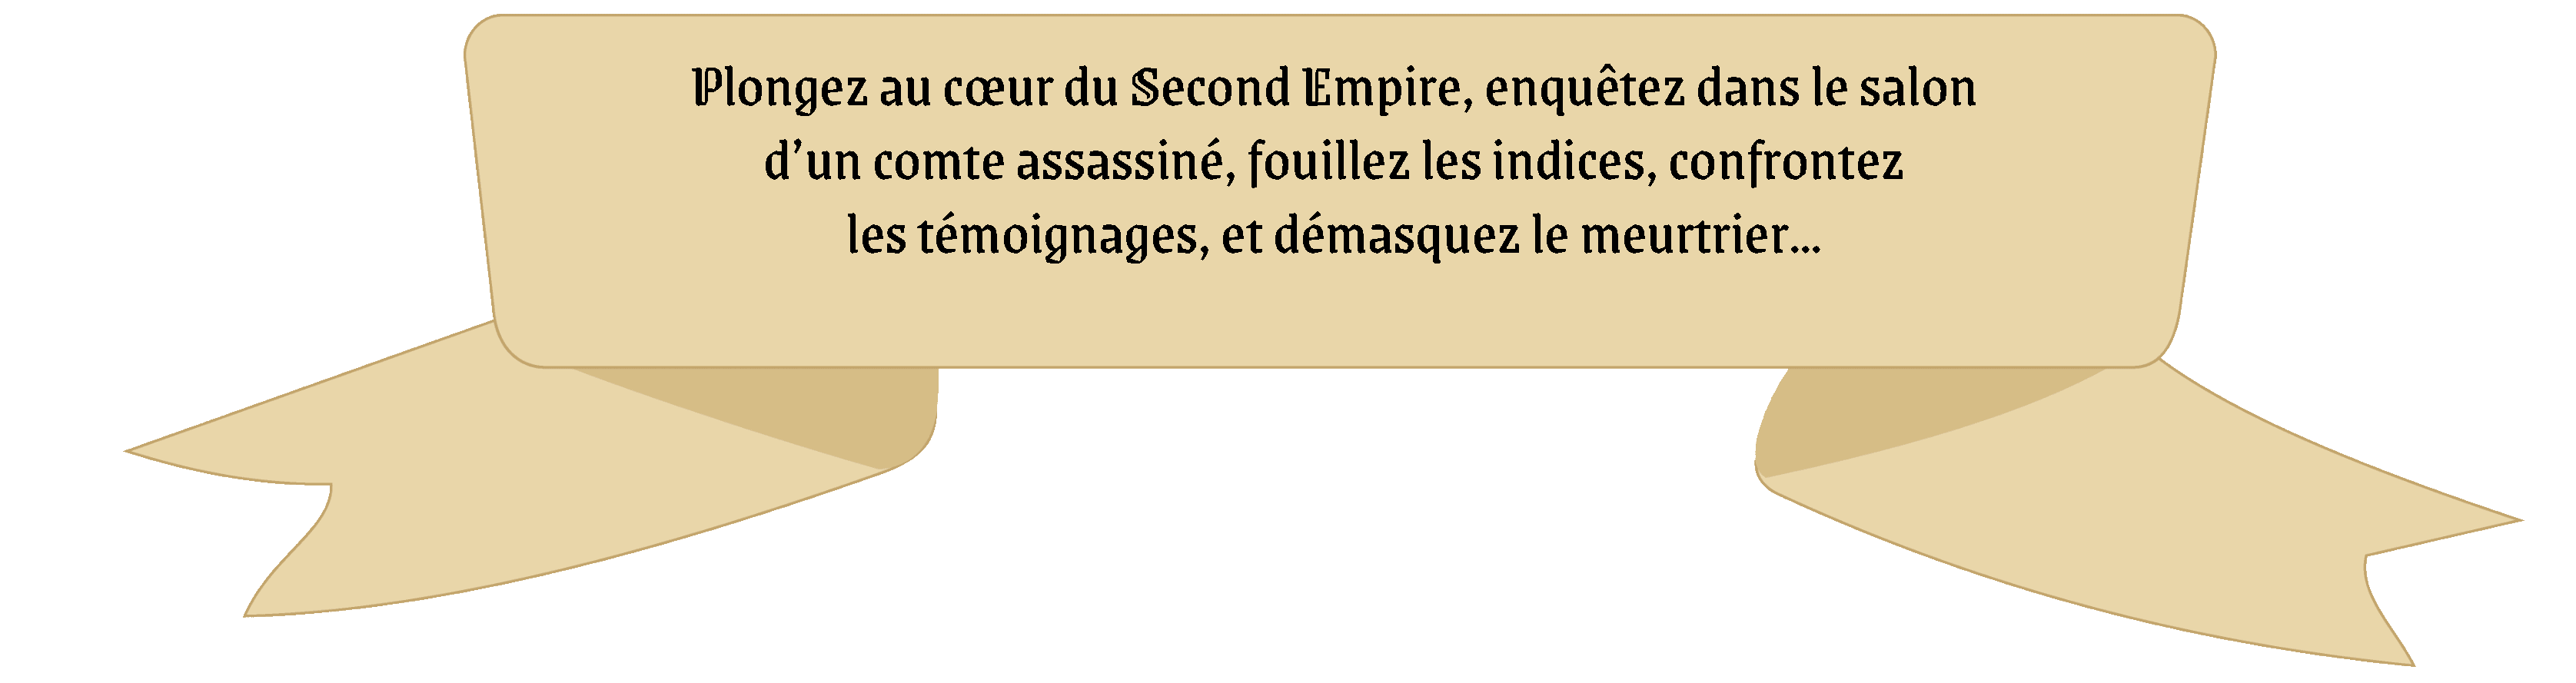 Plongez au cœur du Second Empire, enquêtez dans le salon
d’un comte assassiné, fouillez les indices, confrontez
les témoignages, et démasquez le meurtrier...